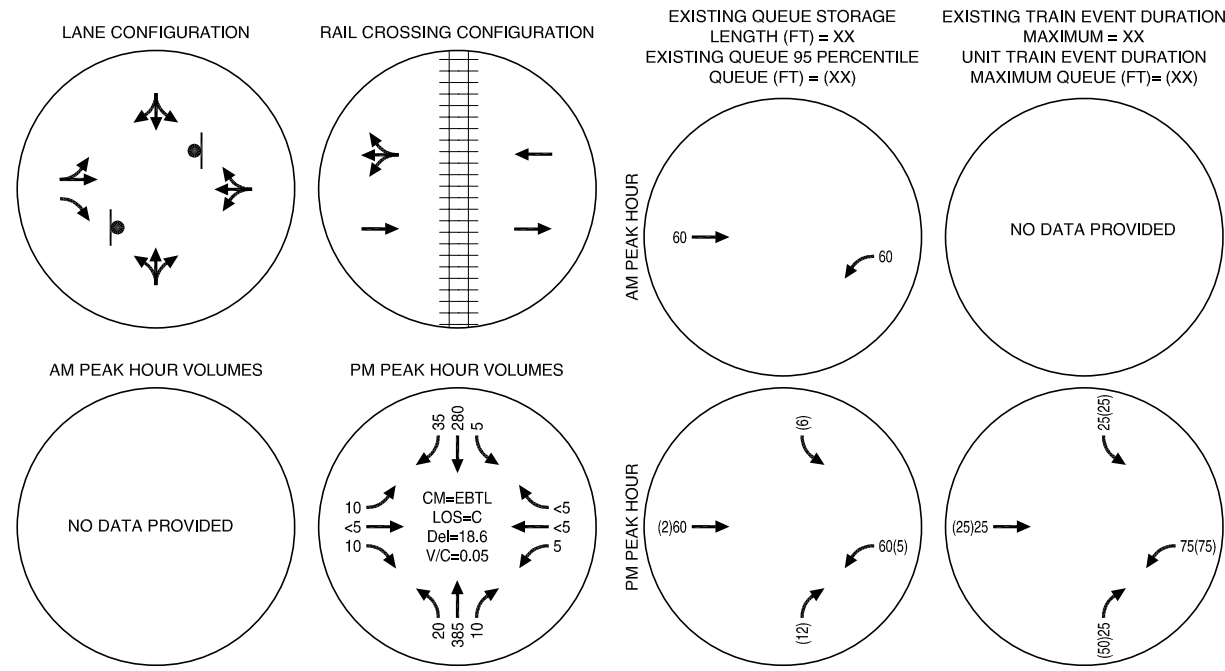 LANE CONFIGURATION
RAIL CROSSING CONFIGURATION
EXISTING QUEUE STORAGE
LENGTH (FT) = XX
EXISTING QUEUE 95 PERCENTILE
QUEUE (FT) = (XX)
EXISTING TRAIN EVENT DURATION
MAXIMUM = XX
UNIT TRAIN EVENT DURATION
MAXIMUM QUEUE (FT)= (XX)
AM PEAK HOUR
60
60
NO DATA PROVIDED
AM PEAK HOUR VOLUMES
NO DATA PROVIDED
PM PEAK HOUR VOLUMES
35
280
5
10
<5
10
CM=EBTL
LOS=C
Del=18.6
V/C=0.05
<5
<5
5
20
385
10
PM PEAK HOUR
(6)
(2)60
60(5)
(12)
25(25)
(25)25
75(75)
(50)25